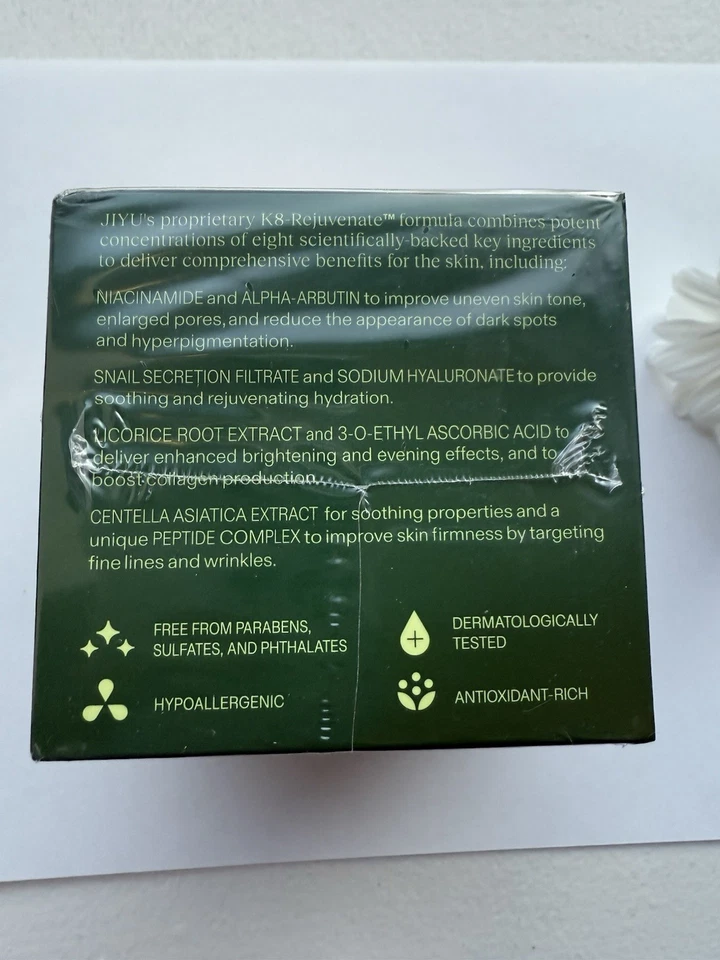 JIYU's proprietary K8-Rejuvenate™ formula combines potent
concentrations of eight scientifically-backed key ingredients
to deliver comprehensive benefits for the skin, including:
NIACINAMIDE and ALPHA-ARBUTIN to improve uneven skin tone,
enlarged pores, and reduce the appearance of dark spots
and hyperpigmentation.
SNAIL SECRETION FILTRATE and SODIUM HYALURONATE to provide
soothing and rejuvenating hydration.
LICORICE ROOT EXTRACT and 3-O-ETHYL ASCORBIC ACID to
deliver enhanced brightening and evening effects, and to
boost collagen production.
CENTELLA ASIATICA EXTRACT for soothing properties and a
unique PEPTIDE COMPLEX to improve skin firmness by targeting
fine lines and wrinkles.
FREE FROM PARABENS,
SULFATES, AND PHTHALATES
DERMATOLOGICALLY
TESTED
HYPOALLERGENIC
ANTIOXIDANT-RICH